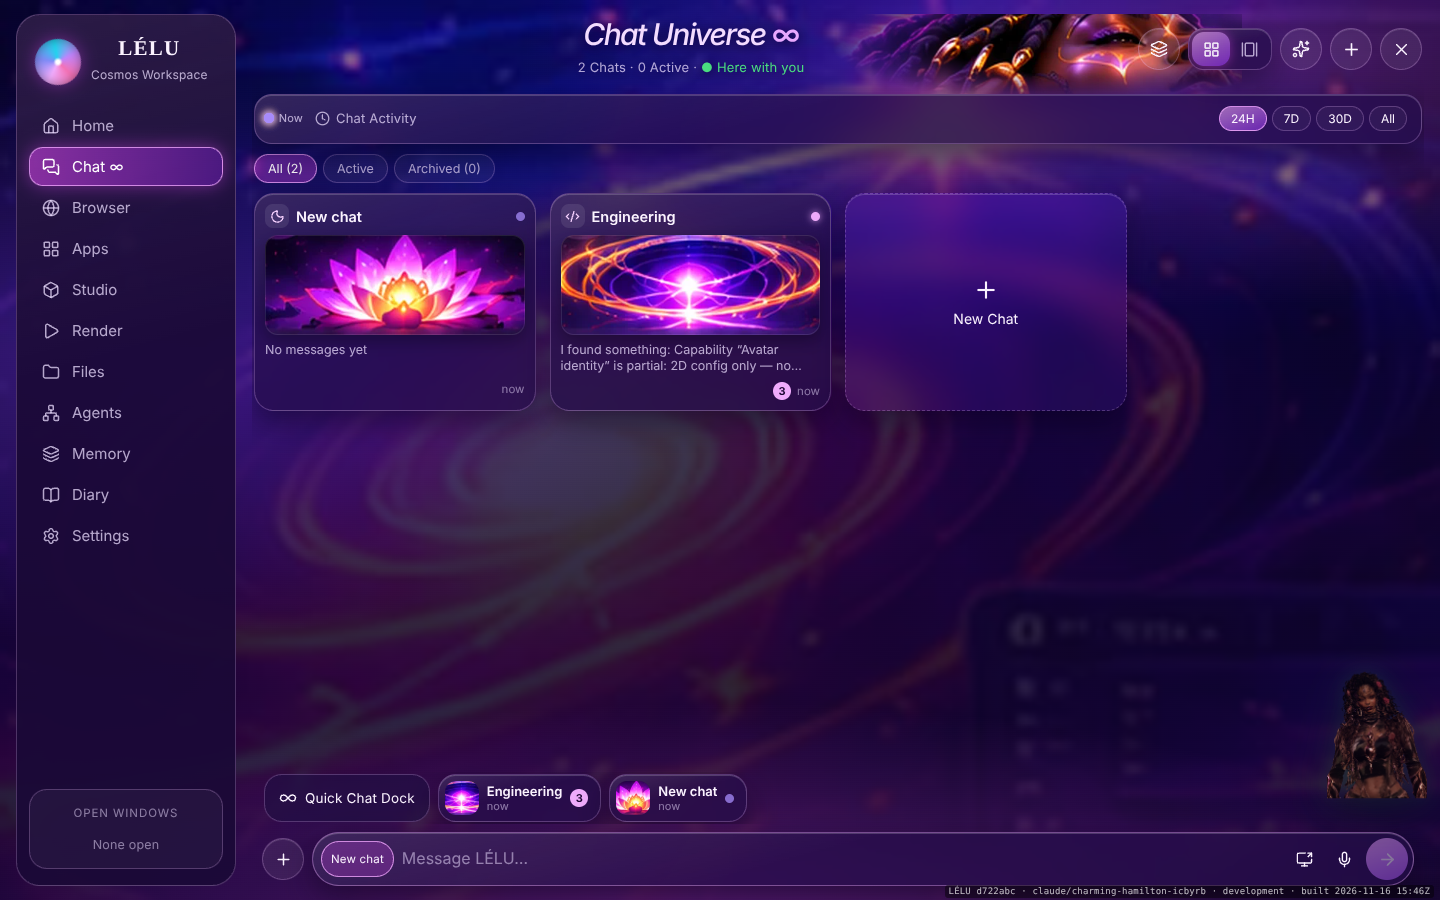 LÉLU
Cosmos Workspace
Home
Chat ∞
Browser
Apps
Studio
Render
Files
Agents
Memory
Diary
Settings
OPEN WINDOWS
None open
Chat Universe ∞
2 Chats · 0 Active · Here with you
Now
Chat Activity
24H
7D
30D
All
All (2)
Active
Archived (0)
New chat
No messages yet
now
Engineering
I found something: Capability “Avatar
identity” is partial: 2D config only — no...
3 now
New Chat
Quick Chat Dock
Engineering
now
3
New chat
now
New chat
Message LÉLU...
LÉLU d722abc · claude/charming-hamilton-icbyrb · development · built 2026-11-16 15:46Z